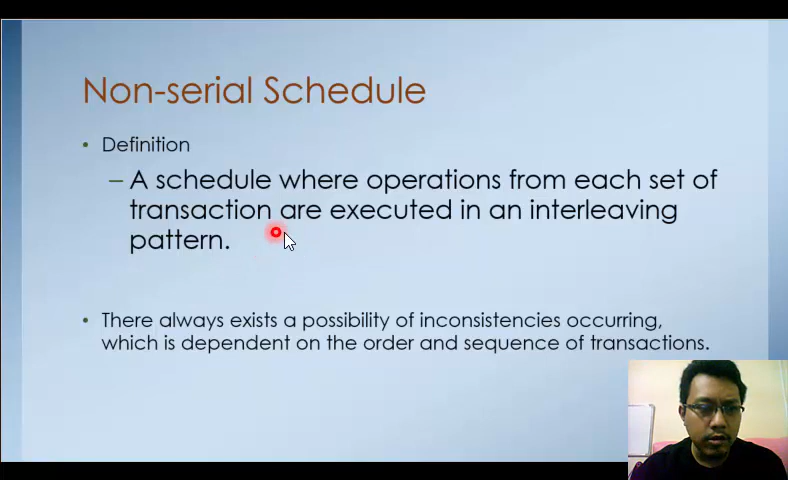 Non-serial Schedule
• Definition
– A schedule where operations from each set of
transaction are executed in an interleaving
pattern.
• There always exists a possibility of inconsistencies occurring,
which is dependent on the order and sequence of transactions.